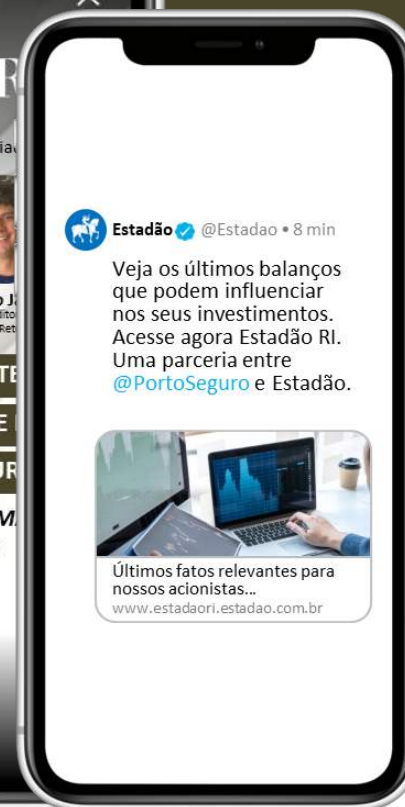 Estadão @Estadao • 8 min
Veja os últimos balanços
que podem influenciar
nos seus investimentos.
Acesse agora Estadão RI.
Uma parceria entre
@PortoSeguro e Estadão.
Últimos fatos relevantes para
nossos acionistas...
www.estadaori.estadao.com.br